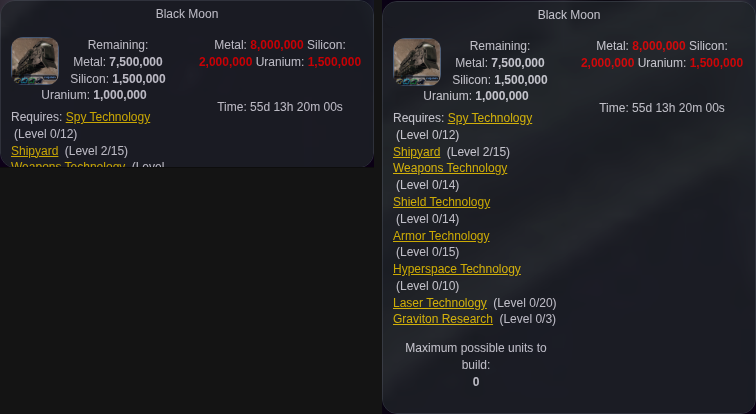 Black Moon
Remaining:
Metal: 7,500,000
Silicon: 1,500,000
Uranium: 1,000,000
Requires: Spy Technology
(Level 0/12)
Shipyard (Level 2/15)
Weapons Technology (Level
Metal: 8,000,000 Silicon:
2,000,000 Uranium: 1,500,000
Time: 55d 13h 20m 00s
Black Moon
Remaining:
Metal: 7,500,000
Silicon: 1,500,000
Uranium: 1,000,000
Requires: Spy Technology
(Level 0/12)
Shipyard (Level 2/15)
Weapons Technology
(Level 0/14)
Shield Technology
(Level 0/14)
Armor Technology
(Level 0/15)
Hyperspace Technology
(Level 0/10)
Laser Technology (Level 0/20)
Graviton Research (Level 0/3)
Maximum possible units to
build:
0
Metal: 8,000,000 Silicon:
2,000,000 Uranium: 1,500,000
Time: 55d 13h 20m 00s